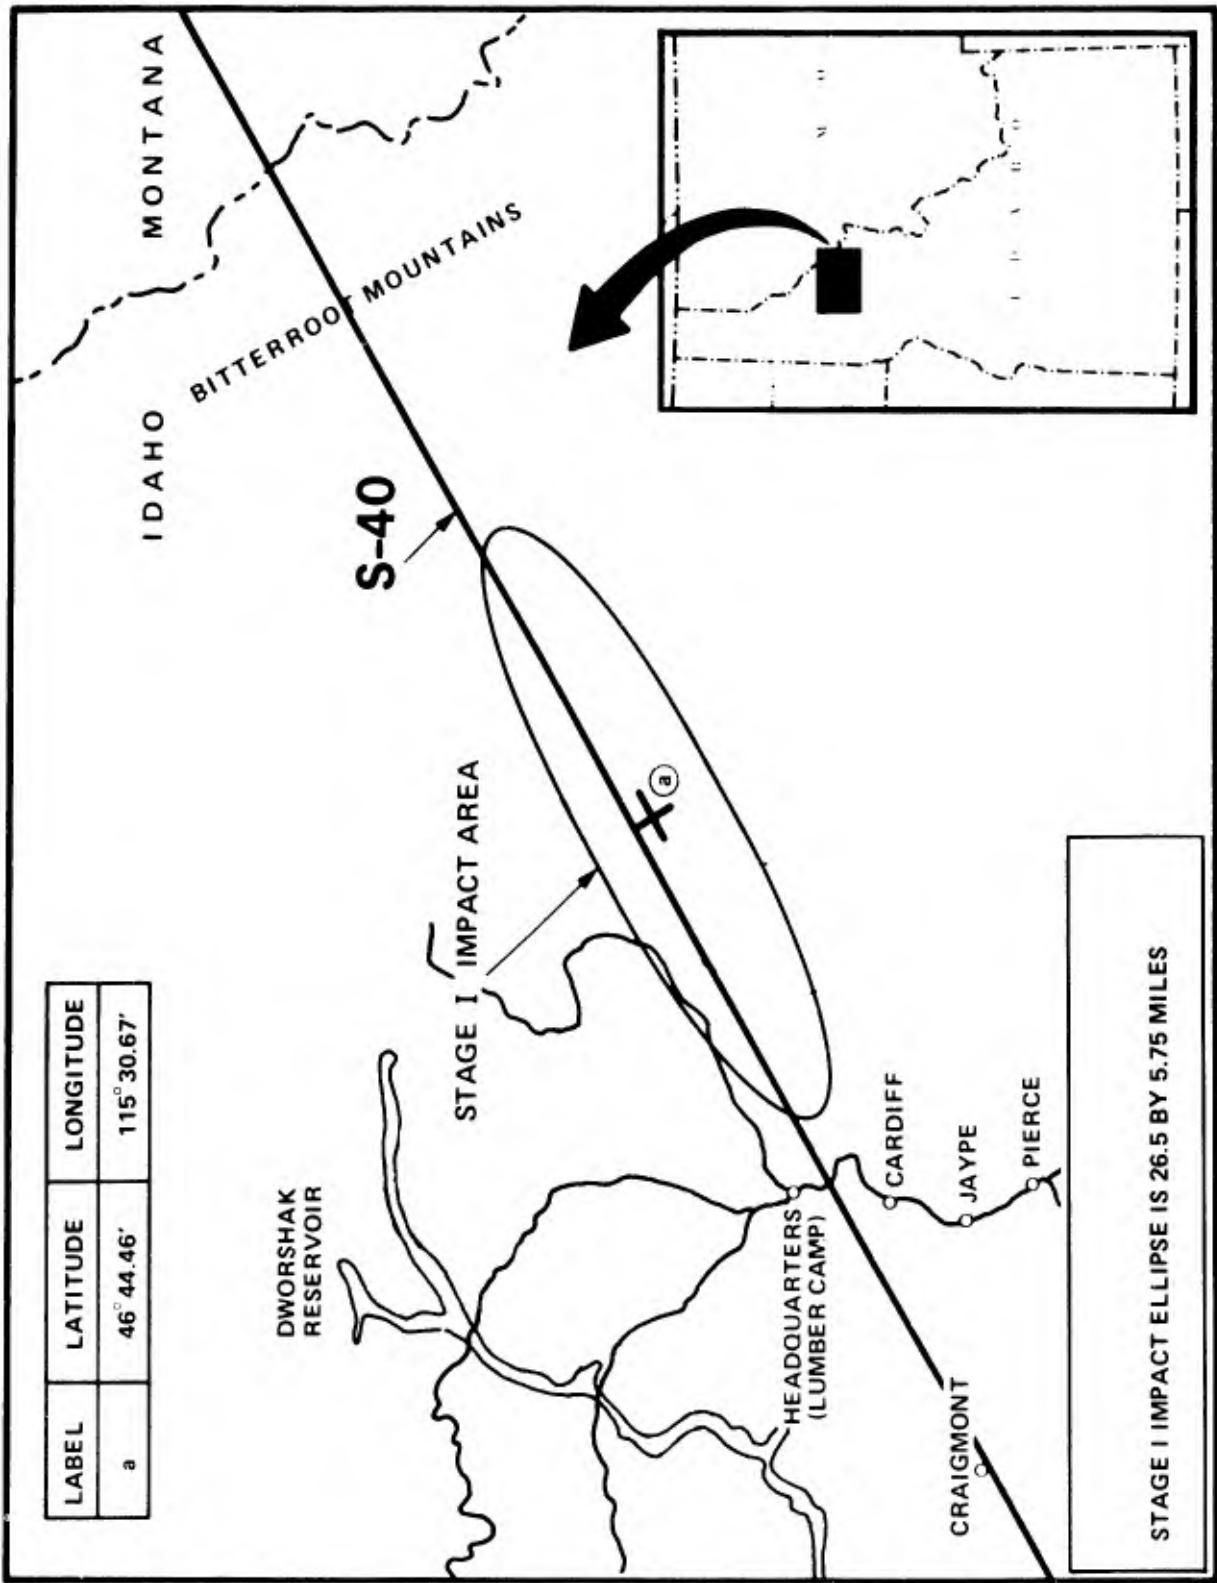 LABEL LATITUDE LONGITUDE
a 46° 44.46' 115° 30.67'
IDAHO
MONTANA
BITTERROOT MOUNTAINS
S-40
DWORSHAK
RESERVOIR
STAGE I IMPACT AREA
a
HEADQUARTERS
(LUMBER CAMP)
CARDIFF
JAYPE
PIERCE
CRAIGMONT
STAGE I IMPACT ELLIPSE IS 26.5 BY 5.75 MILES